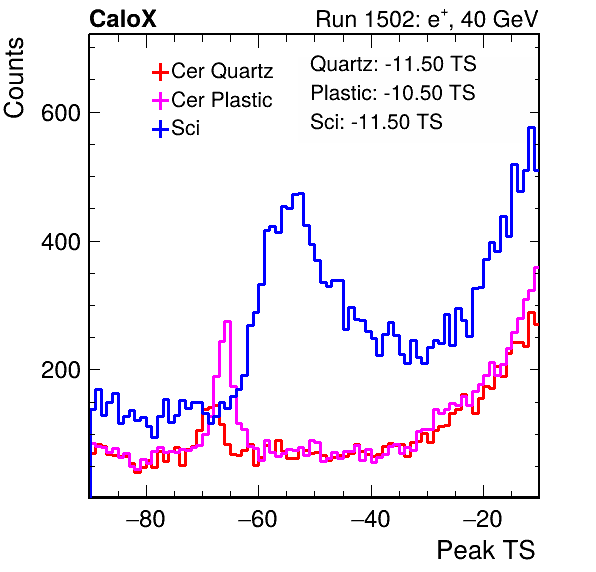 CaloX Run 1502: e⁺, 40 GeV
Counts
Cer Quartz
Cer Plastic
Sci
Quartz: -11.50 TS
Plastic: -10.50 TS
Sci: -11.50 TS
600
400
200
−80 −60 −40 −20
Peak TS